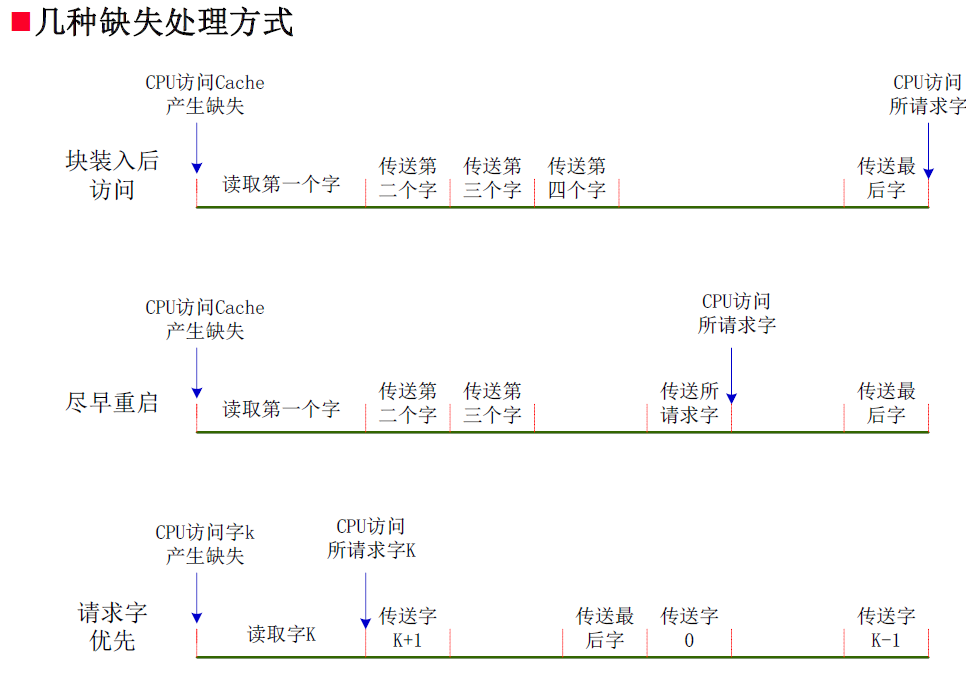 几种缺失处理方式
CPU访问Cache
产生缺失
CPU访问
所请求字
块装入后
访问
读取第一个字
传送第
二个字
传送第
三个字
传送第
四个字
传送最
后字
CPU访问Cache
产生缺失
CPU访问
所请求字
尽早重启
读取第一个字
传送第
二个字
传送第
三个字
传送所
请求字
传送最
后字
CPU访问字k
产生缺失
CPU访问
所请求字K
请求字
优先
读取字K
传送字
K+1
传送最
后字
传送字
0
传送字
K-1